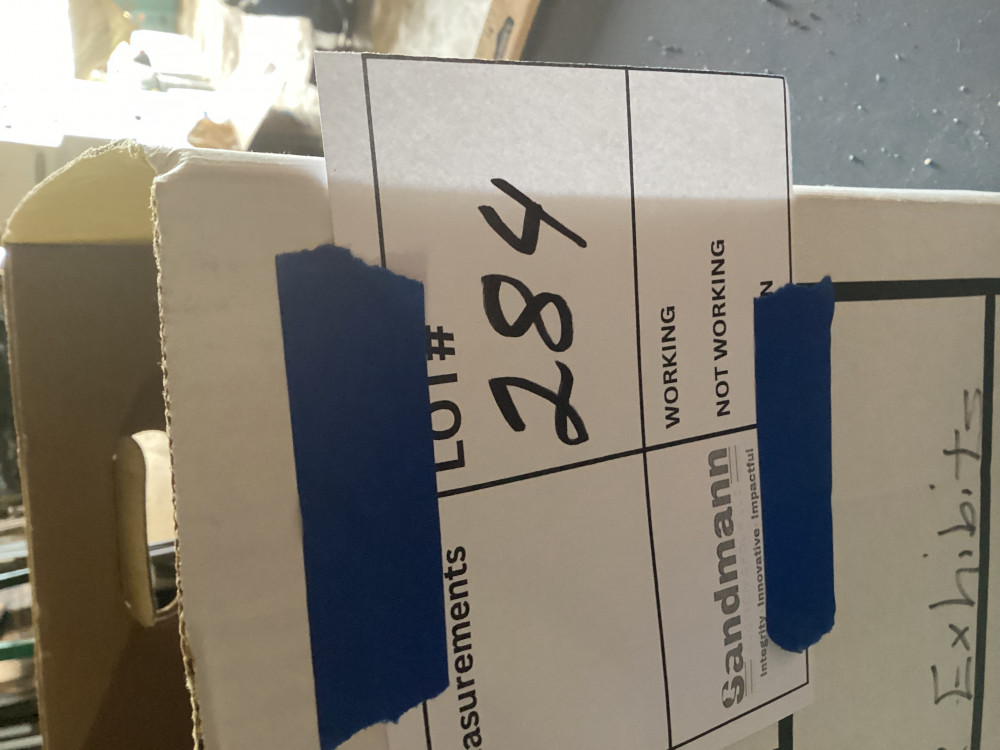 LOT#
284
asurements
WORKING
NOT WORKING
N
Sandmann
Integrity Innovative Impactful
Exhibits